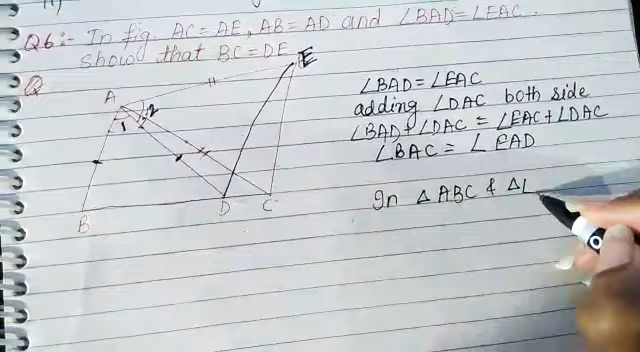 Q6:- In fig. AC = AE, AB = AD and ∠BAD = ∠EAC.
show that BC = DE
Q
A
E
1
2
B
D
C
∠BAD = ∠EAC
adding ∠DAC both side
∠BAD + ∠DAC = ∠EAC + ∠DAC
∠BAC = ∠EAD
In △ABC &